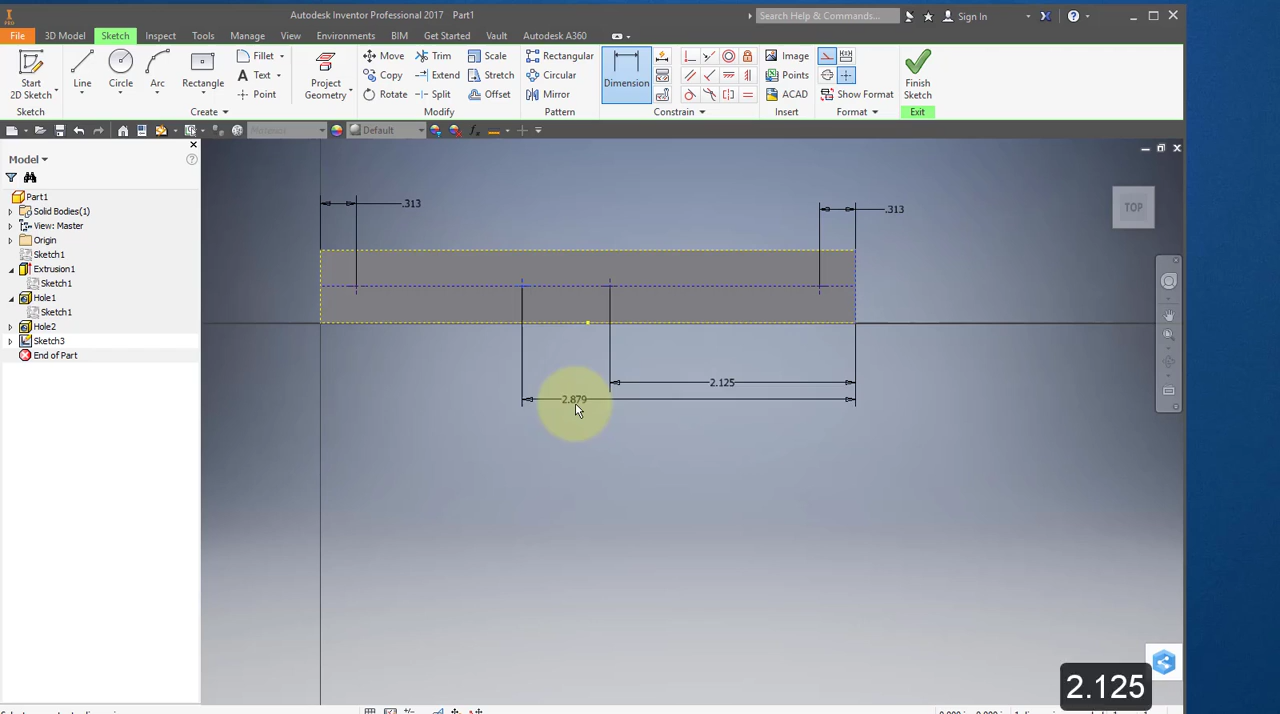 PRO
Autodesk Inventor Professional 2017 Part1
Search Help & Commands...
Sign In
File
3D Model
Sketch
Inspect
Tools
Manage
View
Environments
BIM
Get Started
Vault
Autodesk A360
Start
2D Sketch
Line
Circle
Arc
Rectangle
Fillet
Text
Point
Project
Geometry
Move
Copy
Rotate
Trim
Extend
Split
Scale
Stretch
Offset
Rectangular
Circular
Mirror
Dimension
Image
Points
ACAD
Show Format
Finish
Sketch
Sketch
Create
Modify
Pattern
Constrain
Insert
Format
Exit
Default
Model
Part1
Solid Bodies(1)
View: Master
Origin
Sketch1
Extrusion1
Sketch1
Hole1
Sketch1
Hole2
Sketch3
End of Part
.313
.313
TOP
2.125
2.879
2.125